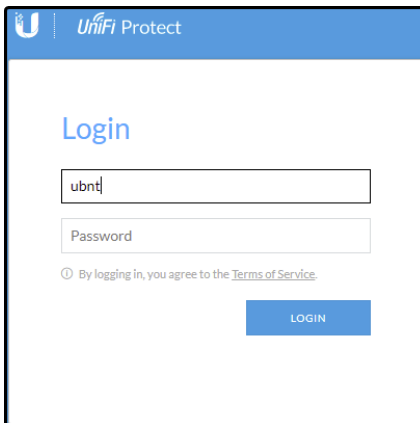 UniFi Protect
Login
ubnt
Password
By logging in, you agree to the Terms of Service.
LOGIN